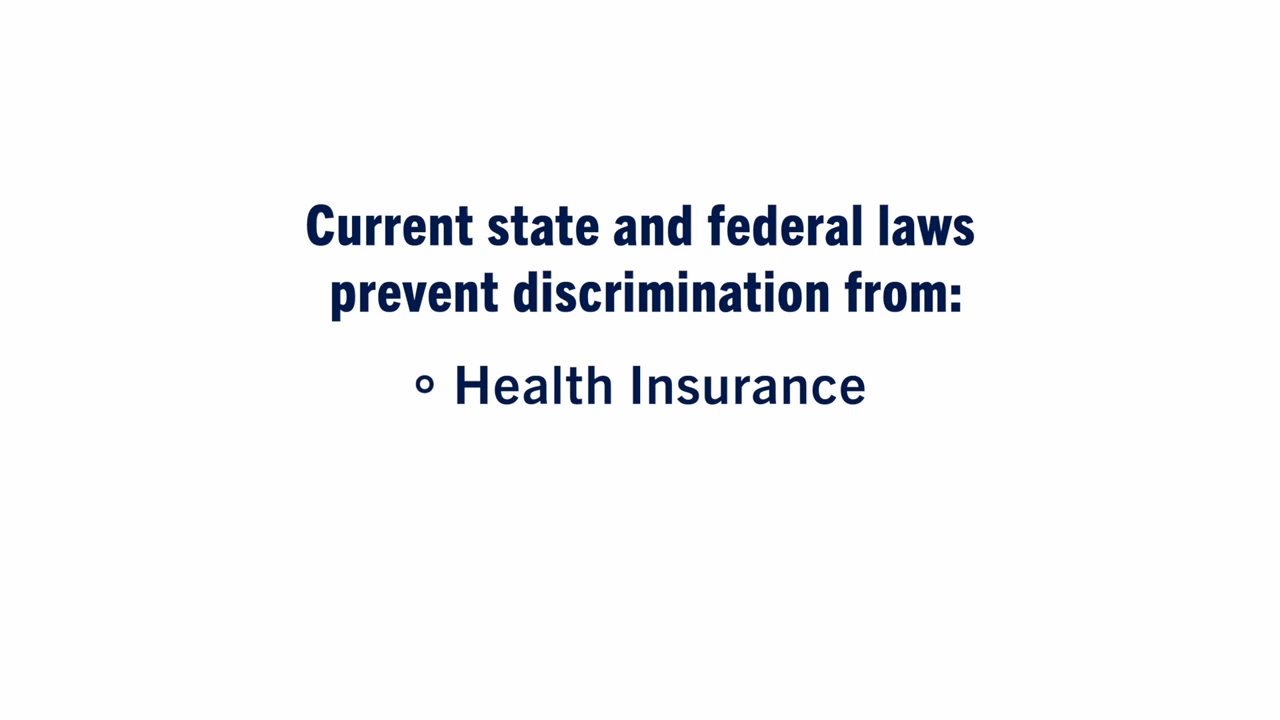 Current state and federal laws
prevent discrimination from:
◦ Health Insurance